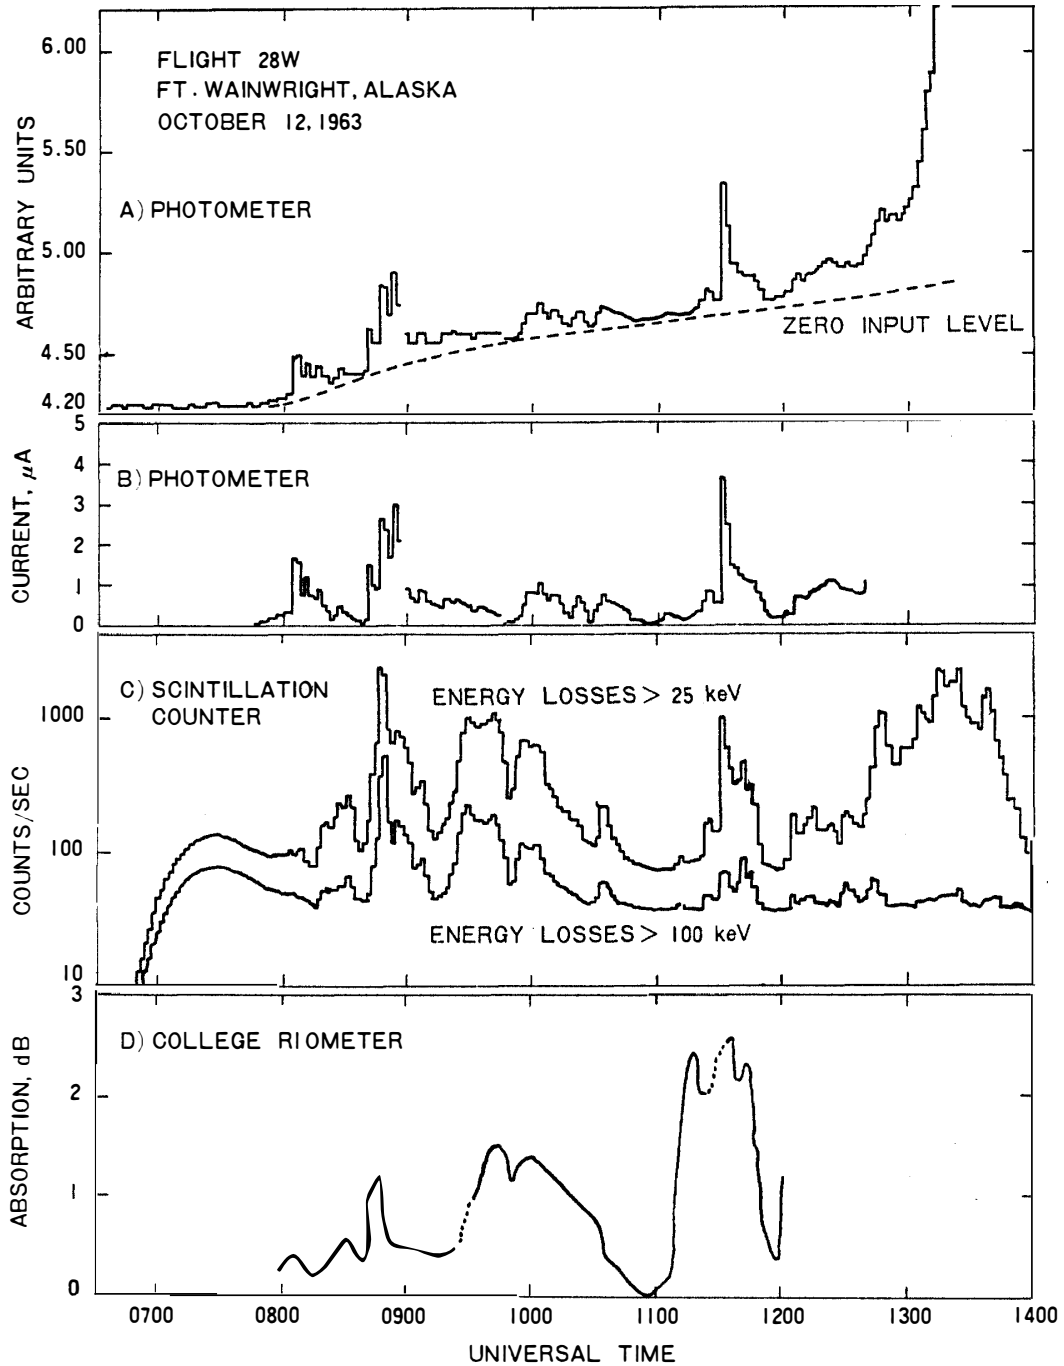 FLIGHT 28W
FT. WAINWRIGHT, ALASKA
OCTOBER 12, 1963
A) PHOTOMETER
ZERO INPUT LEVEL
ARBITRARY UNITS
6.00
5.50
5.00
4.50
4.20
B) PHOTOMETER
CURRENT, μA
5
4
3
2
1
0
C) SCINTILLATION
COUNTER
ENERGY LOSSES > 25 keV
ENERGY LOSSES > 100 keV
COUNTS/SEC
1000
100
10
D) COLLEGE RIOMETER
ABSORPTION, dB
3
2
1
0
0700 0800 0900 1000 1100 1200 1300 1400
UNIVERSAL TIME